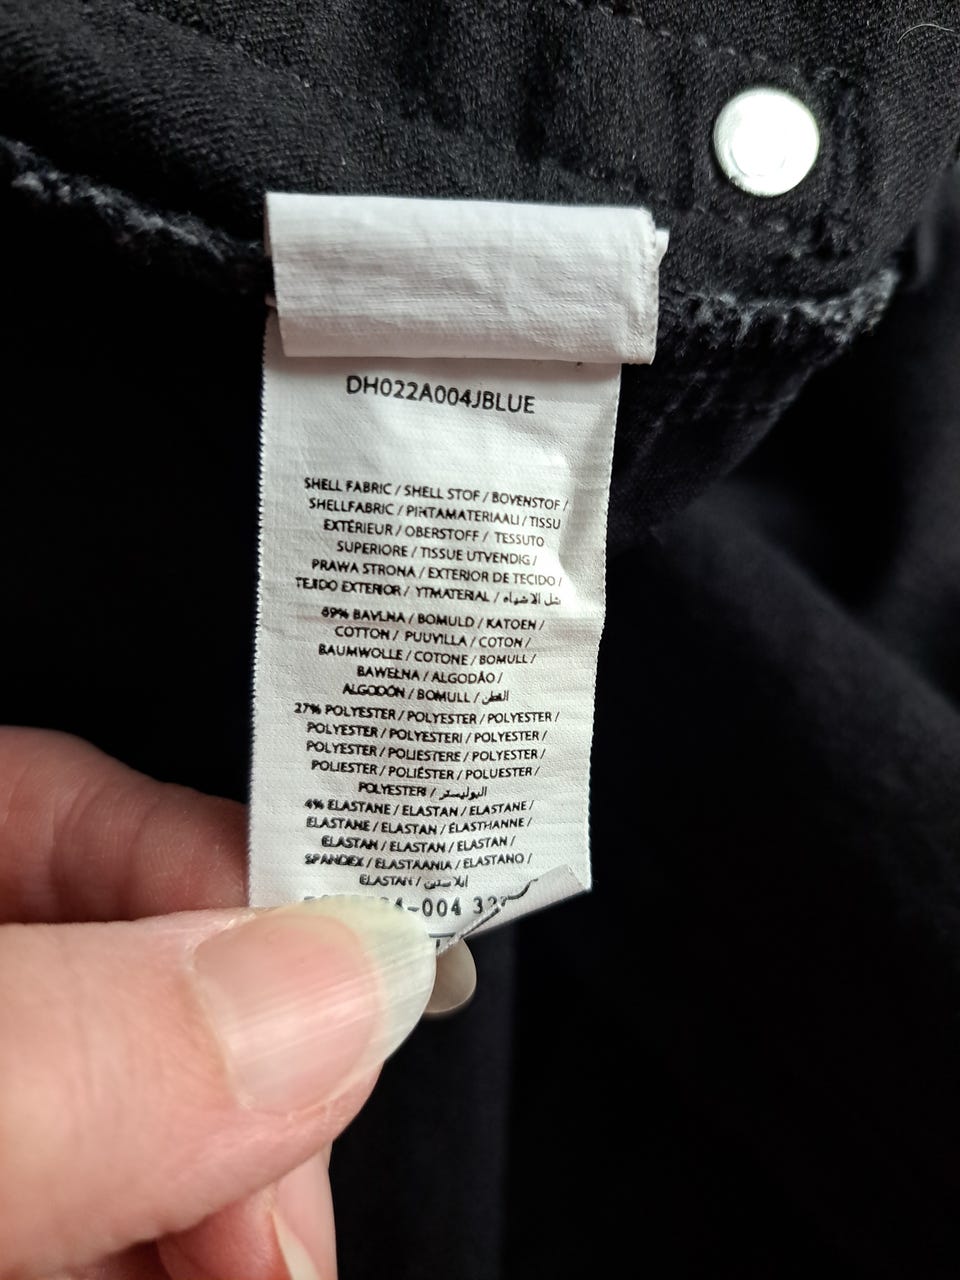 DH022A004JBLUE
SHELL FABRIC / SHELL STOF / BOVENSTOF /
SHELLFABRIC / PINTAMATERIAALI / TISSU
EXTÉRIEUR / OBERSTOFF / TESSUTO
SUPERIORE / TISSUE UTVENDIG /
PRAWA STRONA / EXTERIOR DE TECIDO /
TEJIDO EXTERIOR / YTMATERIAL /
69% BAVLNA / BOMULD / KATOEN /
COTTON / PUUVILLA / COTON /
BAUMWOLLE / COTONE / BOMULL /
BAWEŁNA / ALGODÃO /
ALGODÓN / BOMULL / القطن
27% POLYESTER / POLYESTER / POLYESTER /
POLYESTER / POLYESTERI / POLYESTER /
POLYESTER / POLIESTERE / POLYESTER /
POLIESTER / POLIÉSTER / POLUESTER /
POLYESTERI / البوليستر
4% ELASTANE / ELASTAN / ELASTANE /
ELASTANE / ELASTAN / ÉLASTHANNE /
ELASTAN / ELASTAN / ELASTAN /
SPANDEX / ELASTAANIA / ELASTANO /
ELASTAN / ايلاستين
-004